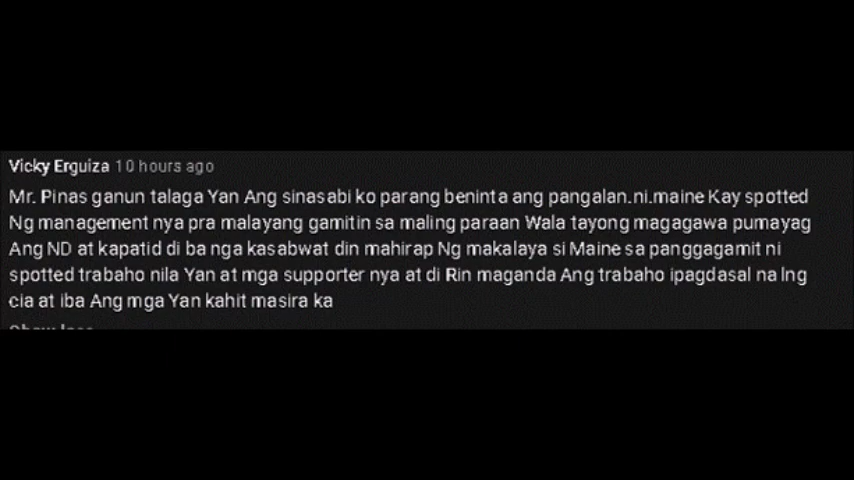 Vicky Erguiza 10 hours ago
Mr. Pinas ganun talaga Yan Ang sinasabi ko parang beninta ang pangalan.ni.maine Kay spotted
Ng management nya pra malayang gamitin sa maling paraan Wala tayong magagawa pumayag
Ang ND at kapatid di ba nga kasabwat din mahirap Ng makalaya si Maine sa panggagamit ni
spotted trabaho nila Yan at mga supporter nya at di Rin maganda Ang trabaho ipagdasal na lng
cia at iba Ang mga Yan kahit masira ka